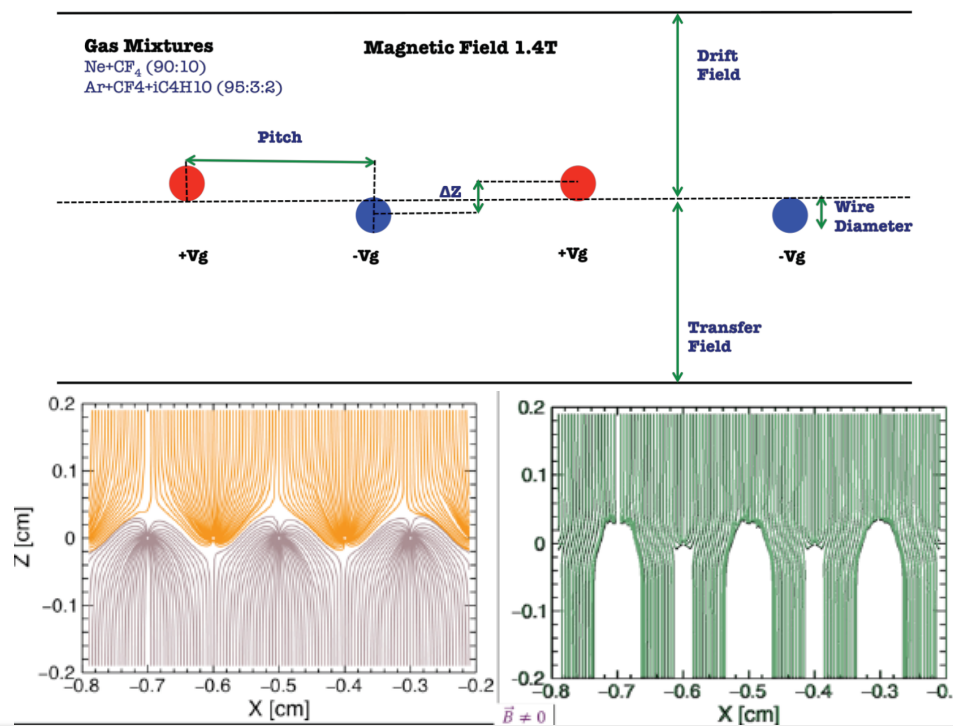 Gas Mixtures
Ne+CF₄ (90:10)
Ar+CF4+iC4H10 (95:3:2)
Magnetic Field 1.4T
Drift
Field
Pitch
ΔZ
Wire
Diameter
+Vg
-Vg
+Vg
-Vg
Transfer
Field
0.2
0.1
0
−0.1
−0.2
Z [cm]
−0.8 −0.7 −0.6 −0.5 −0.4 −0.3 −0.2
X [cm]
0.2
0.1
0
-0.1
-0.2
-0.8 -0.7 -0.6 -0.5 -0.4 -0.3 -0.
X [cm]
B⃗ ≠ 0